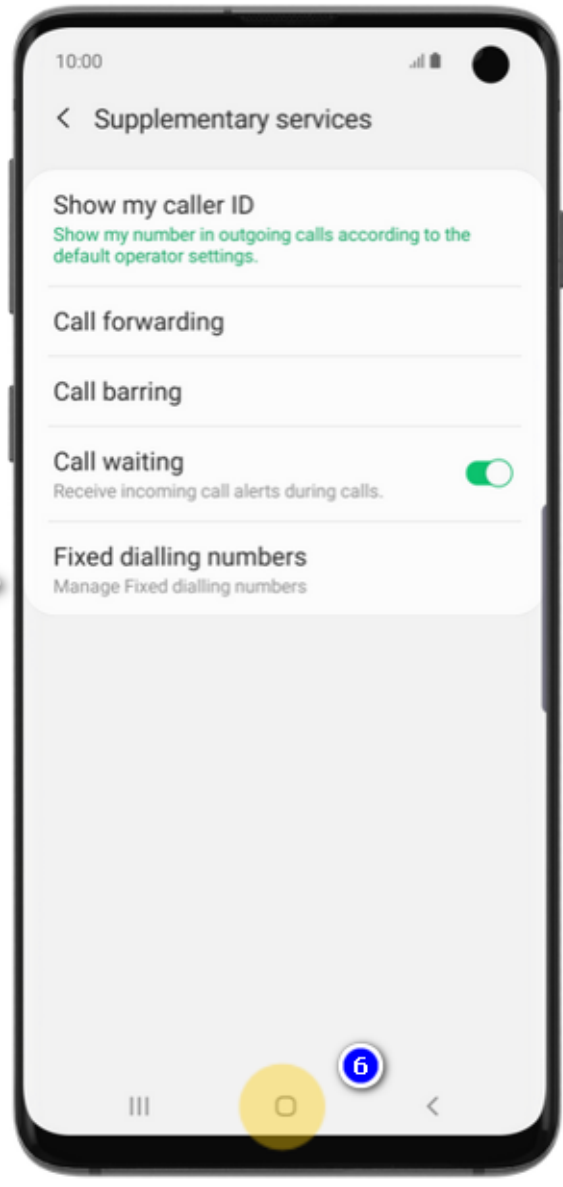 10:00
Supplementary services
Show my caller ID
Show my number in outgoing calls according to the
default operator settings.
Call forwarding
Call barring
Call waiting
Receive incoming call alerts during calls.
Fixed dialling numbers
Manage Fixed dialling numbers
6